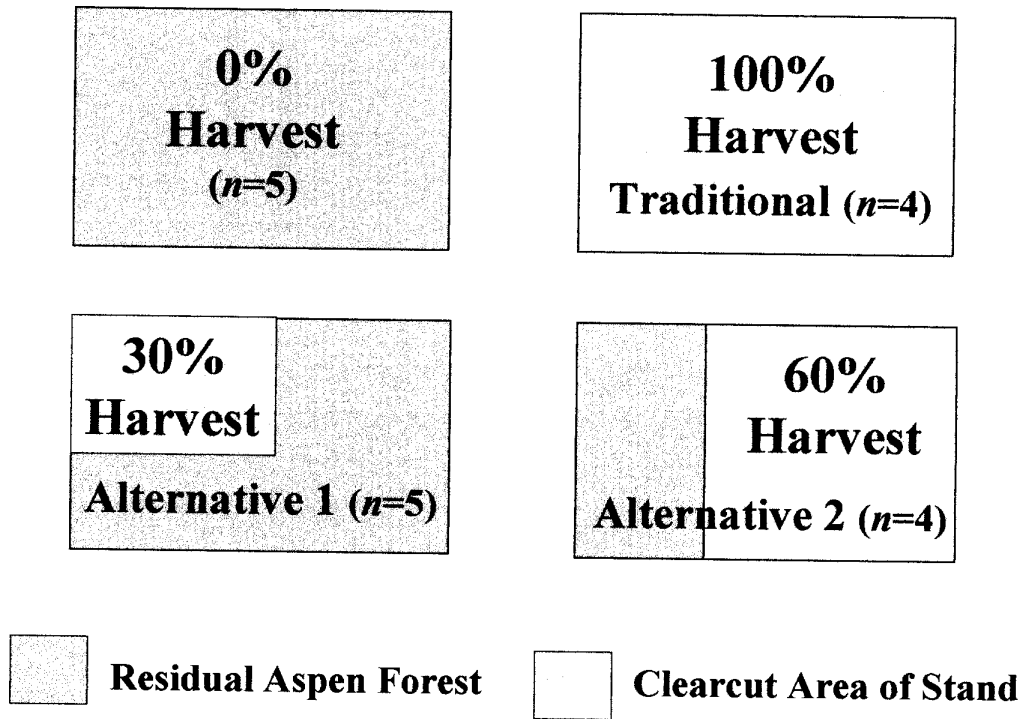 0%
Harvest
(n=5)
100%
Harvest
Traditional (n=4)
30%
Harvest
Alternative 1 (n=5)
60%
Harvest
Alternative 2 (n=4)
Residual Aspen Forest
Clearcut Area of Stand